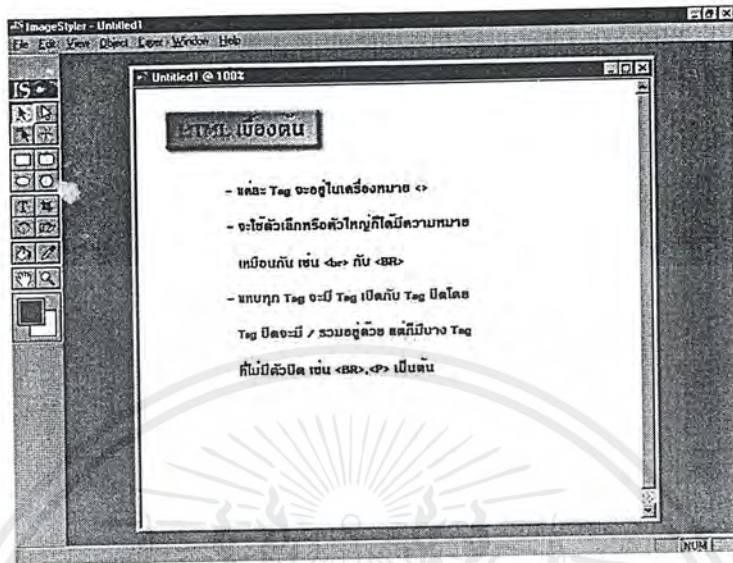 ImageStyler - Untitled1
File Edit View Object Layer Window Help
Untitled1 @ 100%
IS
HTML เบื้องต้น
- แต่ละ Tag จะอยู่ในเครื่องหมาย <>
- จะใช้ตัวเล็กหรือตัวใหญ่ก็ได้มีความหมาย
เหมือนกัน เช่น <br> กับ <BR>
- แทบทุก Tag จะมี Tag เปิดกับ Tag ปิดโดย
Tag ปิดจะมี / รวมอยู่ด้วย แต่ก็มีบาง Tag
ที่ไม่มีตัวปิด เช่น <BR>,<P> เป็นต้น
NUM